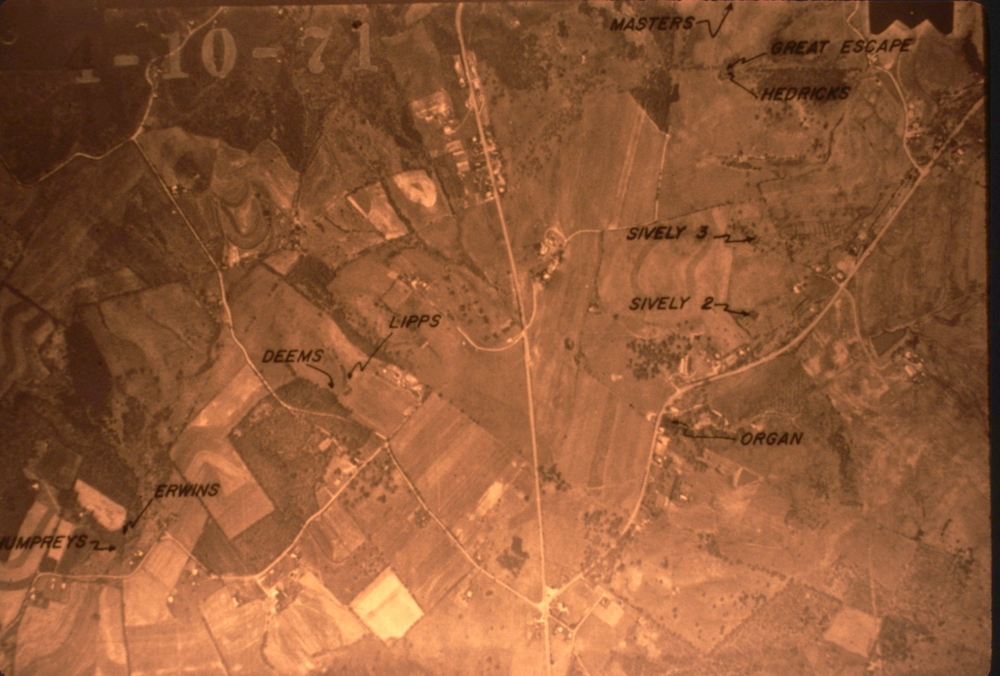 4-10-71
MASTERS
GREAT ESCAPE
HEDRICKS
SIVELY 3
SIVELY 2
LIPPS
DEEMS
ORGAN
ERWINS
HUMPREYS